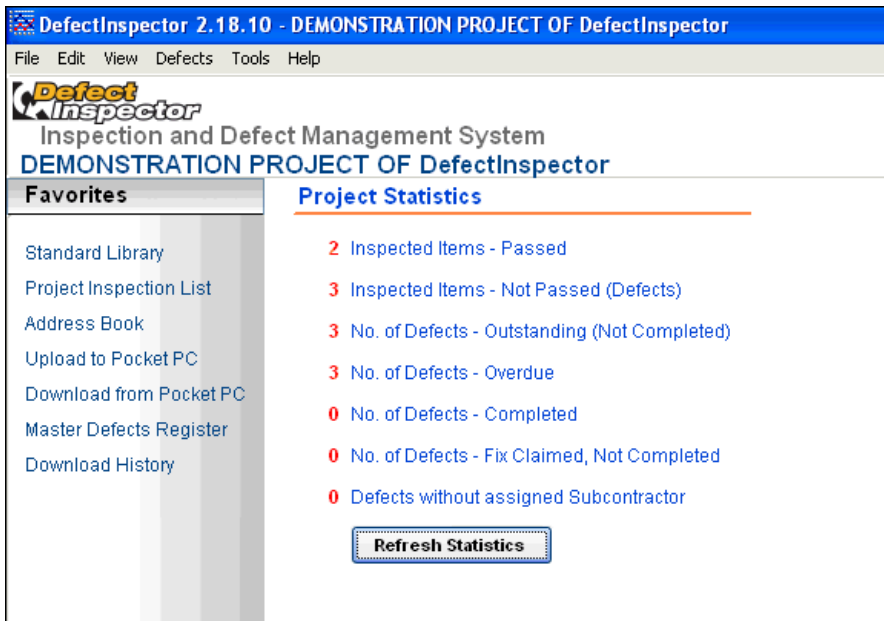 DefectInspector 2.18.10 - DEMONSTRATION PROJECT OF DefectInspector
File Edit View Defects Tools Help
Defect
Inspector
Inspection and Defect Management System
DEMONSTRATION PROJECT OF DefectInspector
Favorites
Standard Library
Project Inspection List
Address Book
Upload to Pocket PC
Download from Pocket PC
Master Defects Register
Download History
Project Statistics
2 Inspected Items - Passed
3 Inspected Items - Not Passed (Defects)
3 No. of Defects - Outstanding (Not Completed)
3 No. of Defects - Overdue
0 No. of Defects - Completed
0 No. of Defects - Fix Claimed, Not Completed
0 Defects without assigned Subcontractor
Refresh Statistics